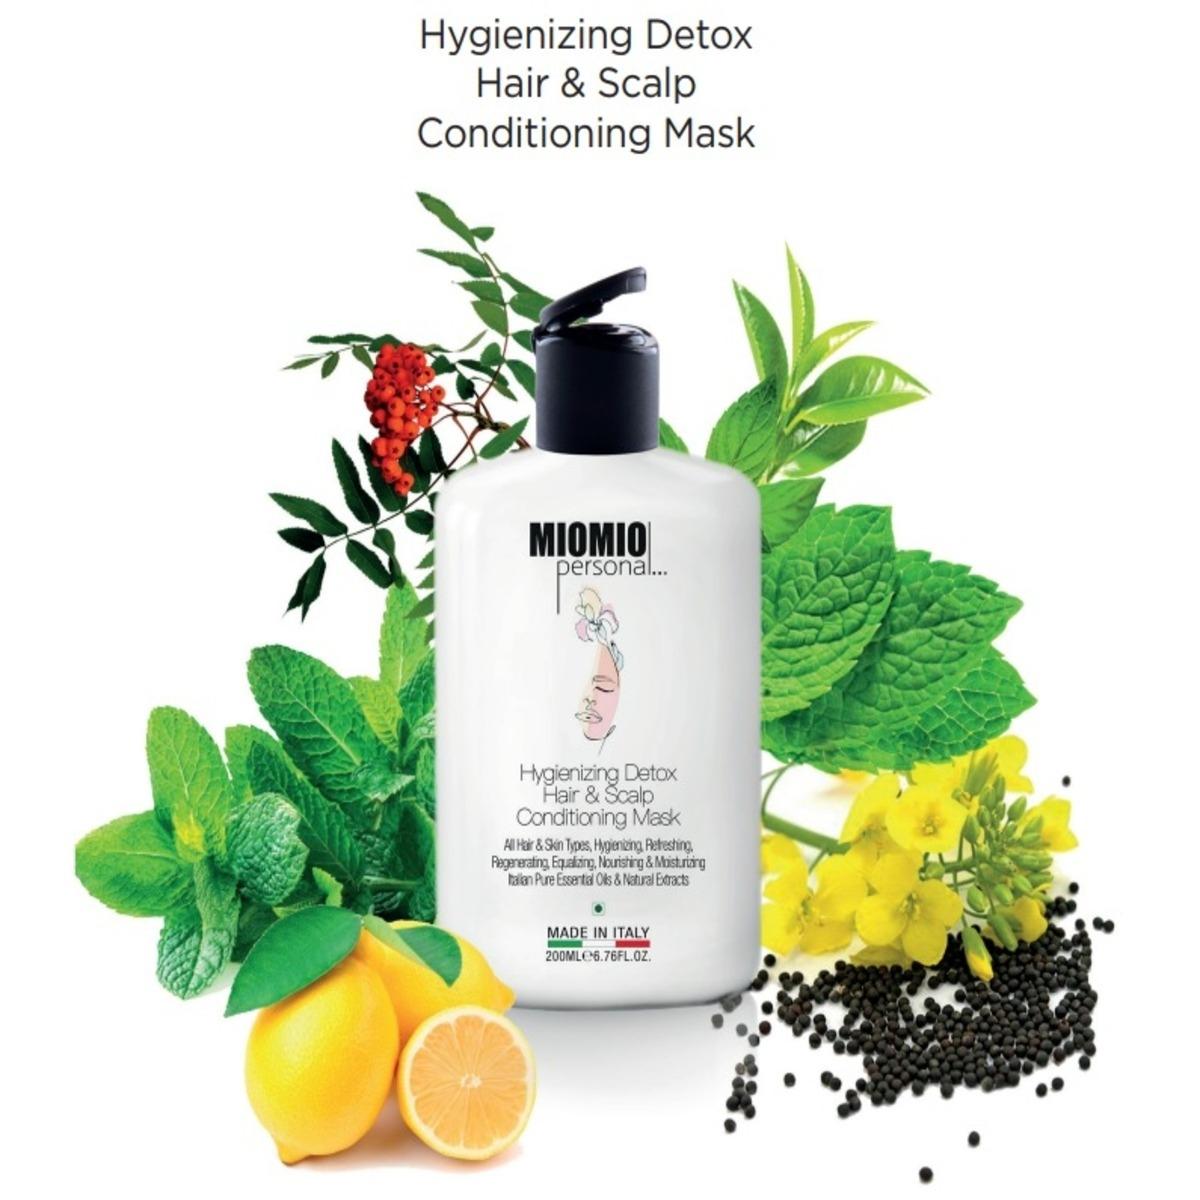 Hygienizing Detox
Hair & Scalp
Conditioning Mask
MIOMIO
personal...
Hygienizing Detox
Hair & Scalp
Conditioning Mask
All Hair & Skin Types, Hygienizing, Refreshing,
Regenerating, Equalizing, Nourishing & Moisturizing
Italian Pure Essential Oils & Natural Extracts
MADE IN ITALY
200ML℮6.76FL.OZ.